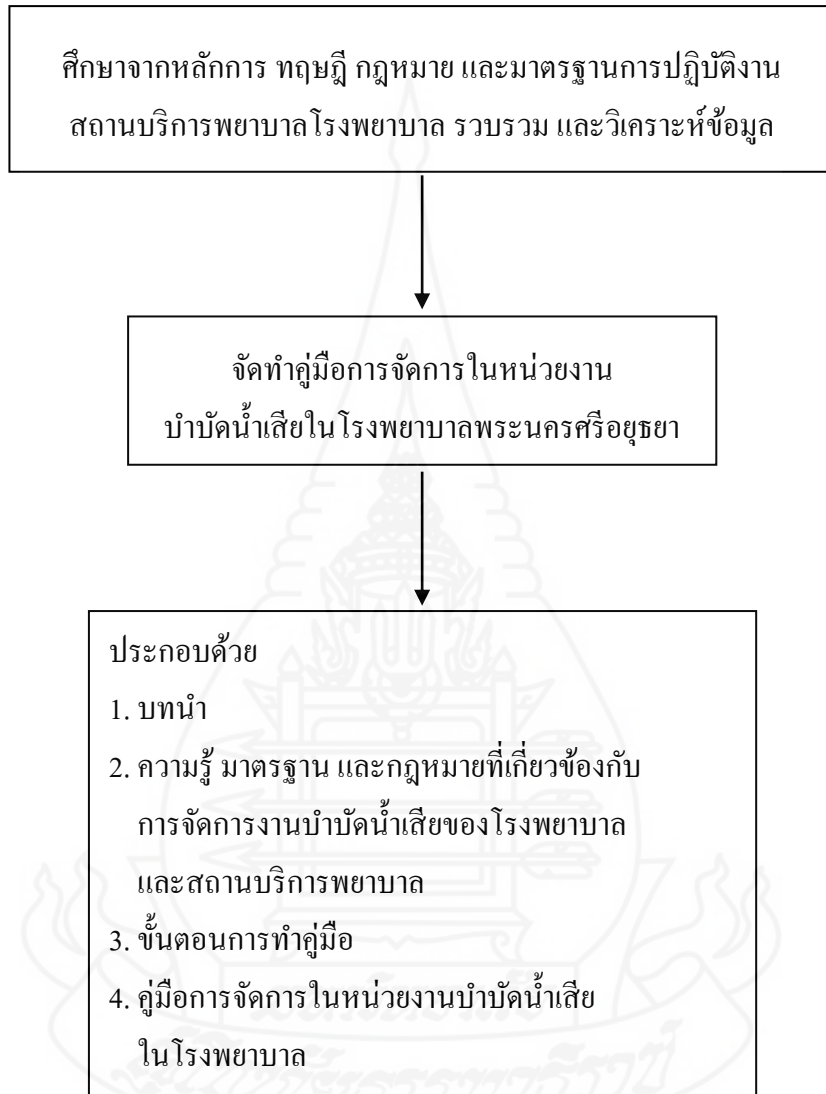 ศึกษาจากหลักการ ทฤษฎี กฎหมาย และมาตรฐานการปฏิบัติงาน
สถานบริการพยาบาลโรงพยาบาล รวบรวม และวิเคราะห์ข้อมูล
จัดทำคู่มือการจัดการในหน่วยงาน
บำบัดน้ำเสียในโรงพยาบาลพระนครศรีอยุธยา
ประกอบด้วย
1. บทนำ
2. ความรู้ มาตรฐาน และกฎหมายที่เกี่ยวข้องกับ
การจัดการงานบำบัดน้ำเสียของโรงพยาบาล
และสถานบริการพยาบาล
3. ขั้นตอนการทำคู่มือ
4. คู่มือการจัดการในหน่วยงานบำบัดน้ำเสีย
ในโรงพยาบาล